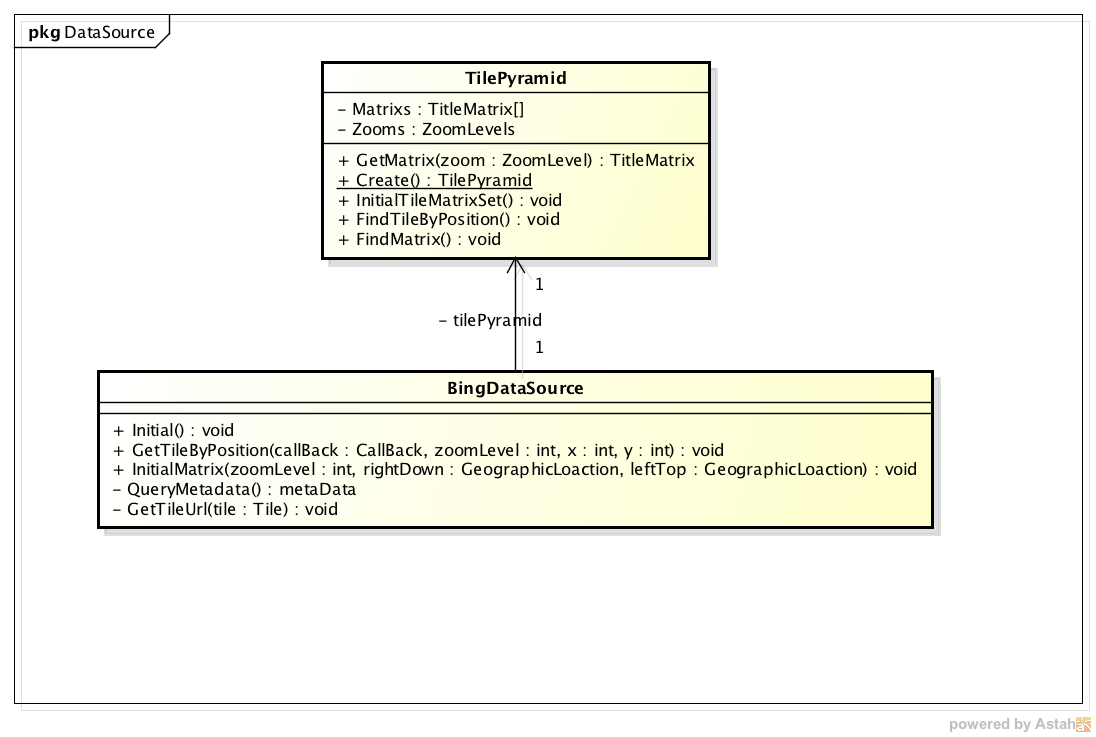 pkg DataSource
TilePyramid
- Matrixs : TitleMatrix[]
- Zooms : ZoomLevels
+ GetMatrix(zoom : ZoomLevel) : TitleMatrix
+ Create() : TilePyramid
+ InitialTileMatrixSet() : void
+ FindTileByPosition() : void
+ FindMatrix() : void
1
- tilePyramid
1
BingDataSource
+ Initial() : void
+ GetTileByPosition(callBack : CallBack, zoomLevel : int, x : int, y : int) : void
+ InitialMatrix(zoomLevel : int, rightDown : GeographicLoaction, leftTop : GeographicLoaction) : void
- QueryMetadata() : metaData
- GetTileUrl(tile : Tile) : void
powered by Astah